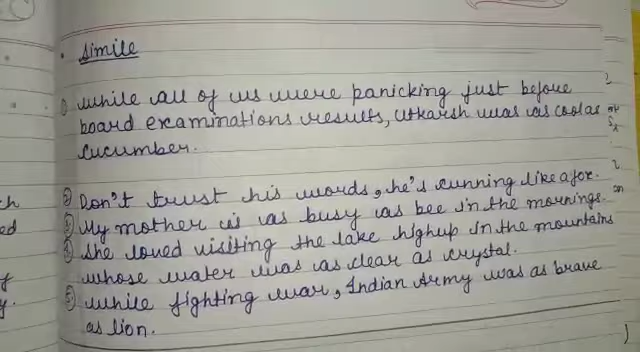 • Simile
① While all of us were panicking just before
board examinations results, Utkarsh was as cool as
cucumber.
② Don't trust his words, he's cunning like a fox.
③ My mother is as busy as bee in the mornings.
④ She loved visiting the lake highup in the mountains
whose water was as clear as crystal.
⑤ While fighting war, Indian Army was as brave
as lion.